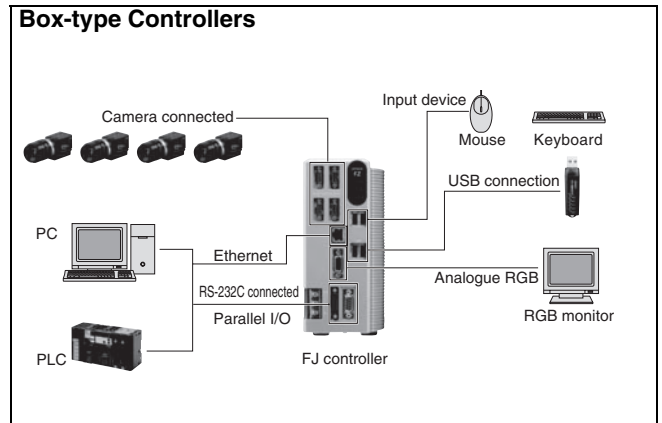 Box-type Controllers
Camera connected
Input device
Mouse
Keyboard
USB connection
PC
Ethernet
Analogue RGB
RS-232C connected
RGB monitor
Parallel I/O
PLC
FJ controller